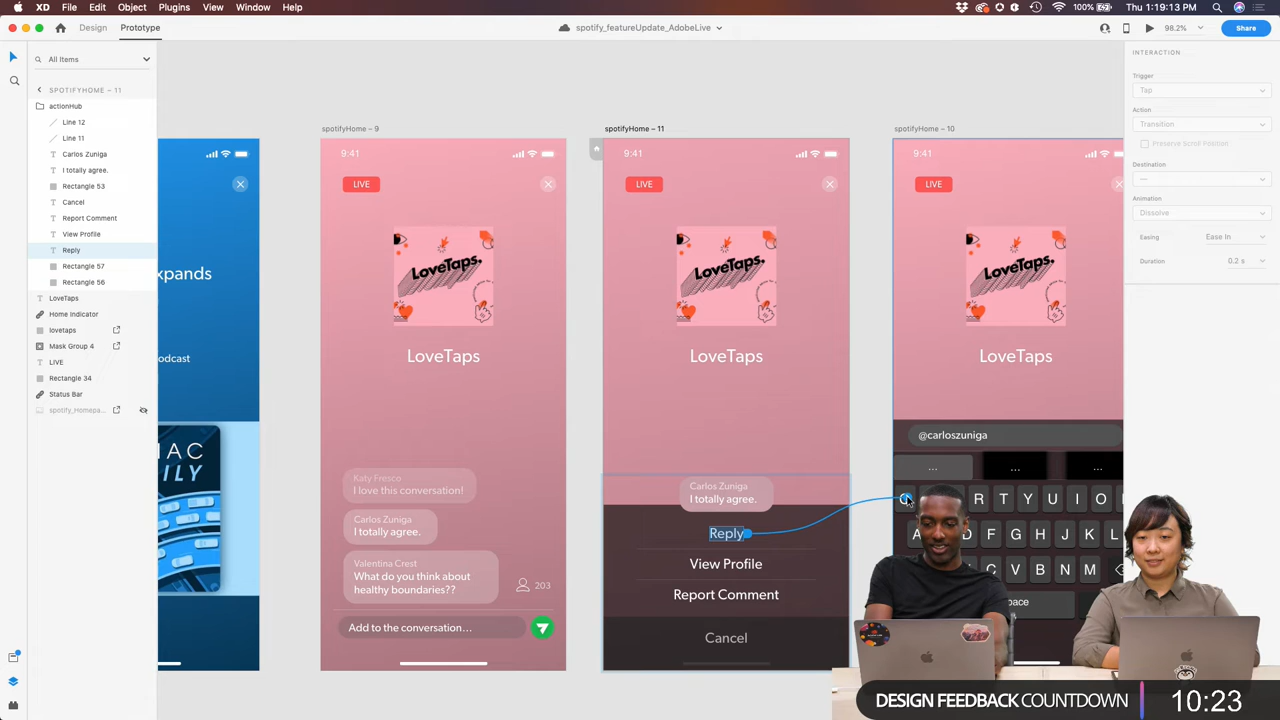 XD File Edit Object Plugins View Window Help
100% Thu 1:19:13 PM
Design Prototype
spotify_featureUpdate_AdobeLive
98.2%
Share
All Items
SPOTIFYHOME – 11
actionHub
Line 12
Line 11
Carlos Zuniga
I totally agree.
Rectangle 53
Cancel
Report Comment
View Profile
Reply
Rectangle 57
Rectangle 56
LoveTaps
Home Indicator
lovetaps
Mask Group 4
LIVE
Rectangle 34
Status Bar
spotify_Homepa...
xpands
odcast
AC
ILY
spotifyHome – 9
9:41
LIVE
LoveTaps.
LoveTaps
Katy Fresco
I love this conversation!
Carlos Zuniga
I totally agree.
Valentina Crest
What do you think about
healthy boundaries??
203
Add to the conversation…
spotifyHome – 11
9:41
LIVE
LoveTaps.
LoveTaps
Carlos Zuniga
I totally agree.
Reply
View Profile
Report Comment
Cancel
spotifyHome – 10
9:41
LIVE
LoveTaps.
LoveTaps
@carloszuniga
... ... ...
Q R T Y U I O
A D F G H J K L
C V B N M
pace
INTERACTION
Trigger
Tap
Action
Transition
Preserve Scroll Position
Destination
—
Animation
Dissolve
Easing Ease In
Duration 0.2 s
DESIGN FEEDBACK COUNTDOWN 10:23